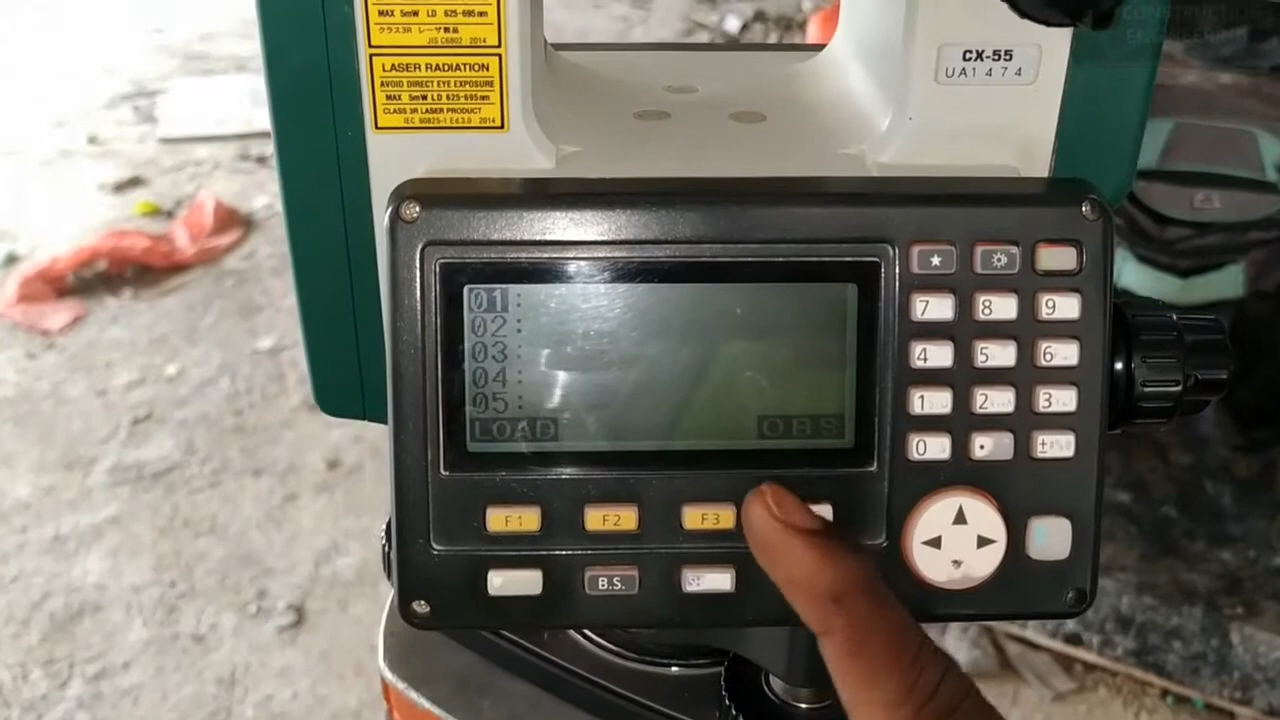 MAX 5mW LD 625-695nm
クラス3R レーザ製品
JIS C6802 : 2014
LASER RADIATION
AVOID DIRECT EYE EXPOSURE
MAX 5mW LD 625-695nm
CLASS 3R LASER PRODUCT
IEC 60825-1 Ed.3.0 : 2014
CONSTRUCTION
ENGINEERING
CX-55
UA1474
01:
02:
03:
04:
05:
LOAD OBS
7 8 9
4 5 6
1 2 3
0 . ±
F1 F2 F3
B.S.